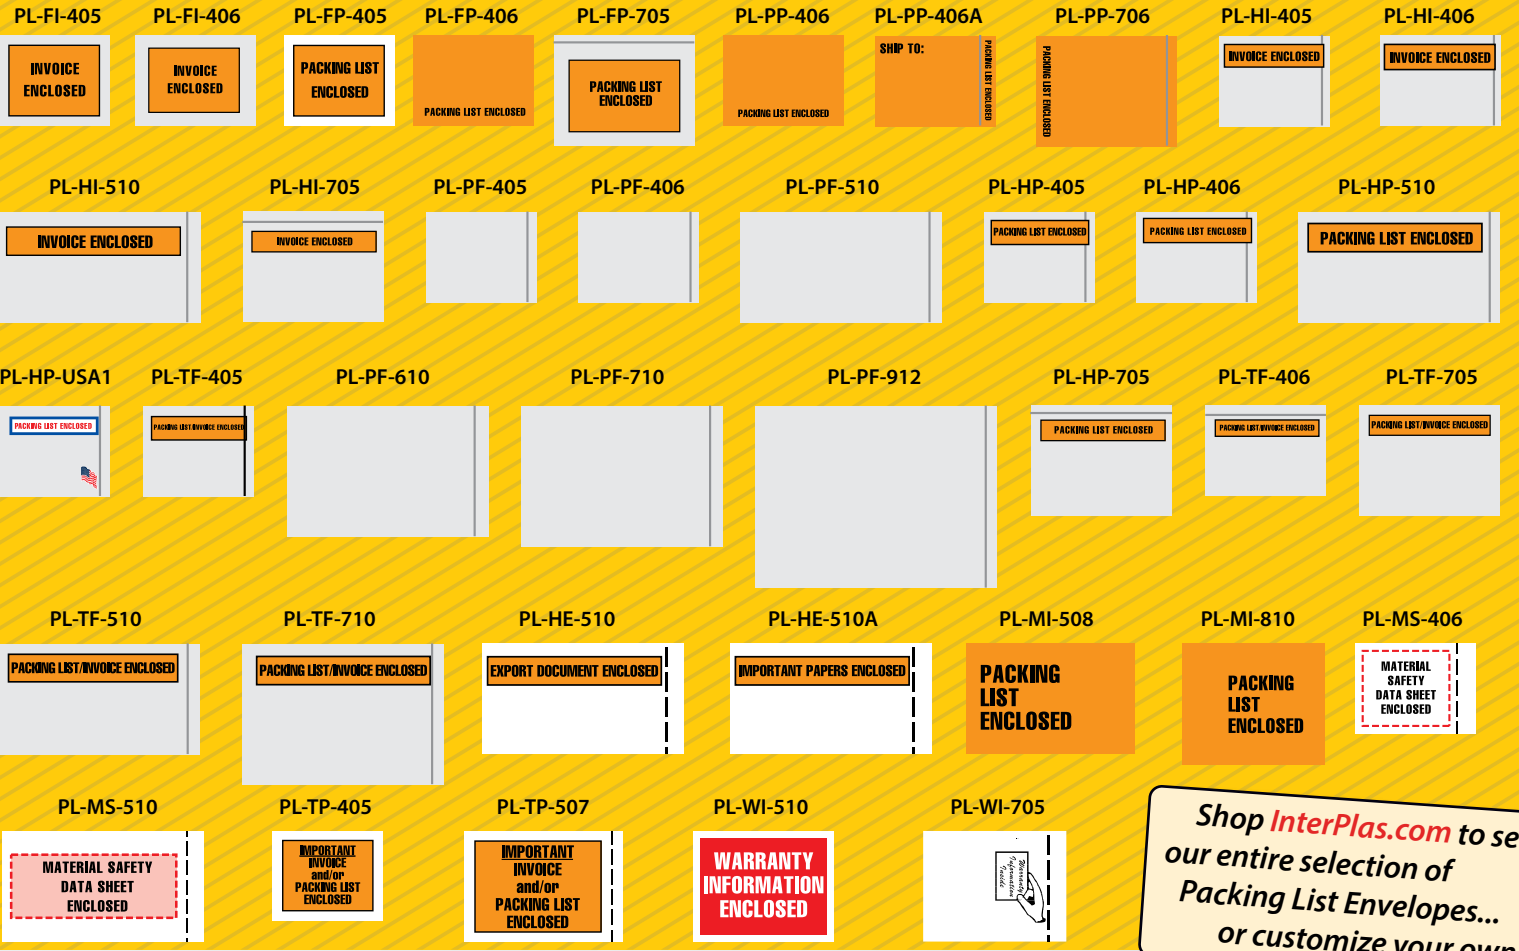 PL-FI-405 PL-FI-406 PL-FP-405 PL-FP-406 PL-FP-705 PL-PP-406 PL-PP-406A PL-PP-706 PL-HI-405 PL-HI-406
INVOICE
ENCLOSED
INVOICE
ENCLOSED
PACKING LIST
ENCLOSED
PACKING LIST ENCLOSED
PACKING LIST
ENCLOSED
PACKING LIST ENCLOSED
SHIP TO:
PACKING LIST ENCLOSED
PACKING LIST ENCLOSED
INVOICE ENCLOSED
INVOICE ENCLOSED
PL-HI-510 PL-HI-705 PL-PF-405 PL-PF-406 PL-PF-510 PL-HP-405 PL-HP-406 PL-HP-510
INVOICE ENCLOSED
INVOICE ENCLOSED
PACKING LIST ENCLOSED
PACKING LIST ENCLOSED
PACKING LIST ENCLOSED
PL-HP-USA1 PL-TF-405 PL-PF-610 PL-PF-710 PL-PF-912 PL-HP-705 PL-TF-406 PL-TF-705
PACKING LIST ENCLOSED
PACKING LIST/INVOICE ENCLOSED
PACKING LIST ENCLOSED
PACKING LIST/INVOICE ENCLOSED
PACKING LIST/INVOICE ENCLOSED
PL-TF-510 PL-TF-710 PL-HE-510 PL-HE-510A PL-MI-508 PL-MI-810 PL-MS-406
PACKING LIST/INVOICE ENCLOSED
PACKING LIST/INVOICE ENCLOSED
EXPORT DOCUMENT ENCLOSED
IMPORTANT PAPERS ENCLOSED
PACKING
LIST
ENCLOSED
PACKING
LIST
ENCLOSED
MATERIAL
SAFETY
DATA SHEET
ENCLOSED
PL-MS-510 PL-TP-405 PL-TP-507 PL-WI-510 PL-WI-705
MATERIAL SAFETY
DATA SHEET
ENCLOSED
IMPORTANT
INVOICE
and/or
PACKING LIST
ENCLOSED
IMPORTANT
INVOICE
and/or
PACKING LIST
ENCLOSED
WARRANTY
INFORMATION
ENCLOSED
Warranty
Information
Inside
Shop InterPlas.com to se
our entire selection of
Packing List Envelopes...
or customize your own